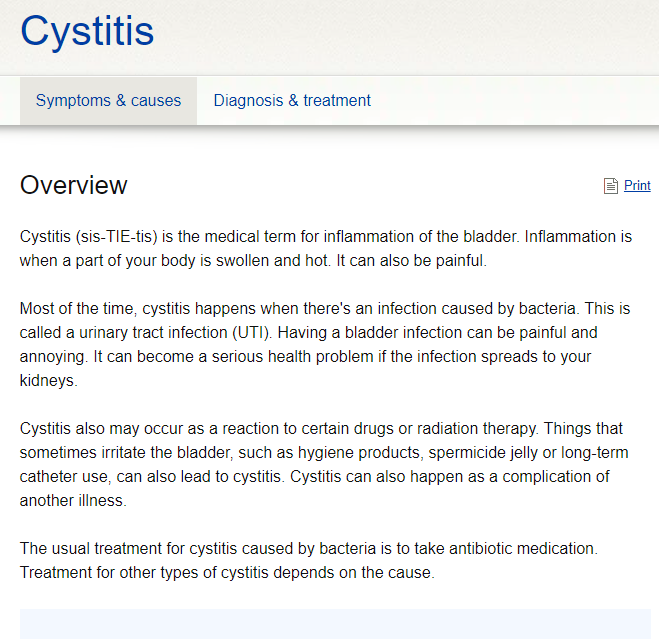 Cystitis
Symptoms & causes
Diagnosis & treatment
Overview
Print
Cystitis (sis-TIE-tis) is the medical term for inflammation of the bladder. Inflammation is
when a part of your body is swollen and hot. It can also be painful.
Most of the time, cystitis happens when there's an infection caused by bacteria. This is
called a urinary tract infection (UTI). Having a bladder infection can be painful and
annoying. It can become a serious health problem if the infection spreads to your
kidneys.
Cystitis also may occur as a reaction to certain drugs or radiation therapy. Things that
sometimes irritate the bladder, such as hygiene products, spermicide jelly or long-term
catheter use, can also lead to cystitis. Cystitis can also happen as a complication of
another illness.
The usual treatment for cystitis caused by bacteria is to take antibiotic medication.
Treatment for other types of cystitis depends on the cause.